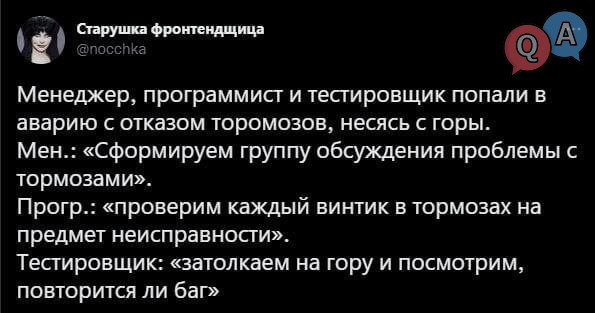 Старушка фронтендщица
@nocchka
Q A
Менеджер, программист и тестировщик попали в
аварию с отказом торомозов, несясь с горы.
Мен.: «Сформируем группу обсуждения проблемы с
тормозами».
Прогр.: «проверим каждый винтик в тормозах на
предмет неисправности».
Тестировщик: «затолкаем на гору и посмотрим,
повторится ли баг»